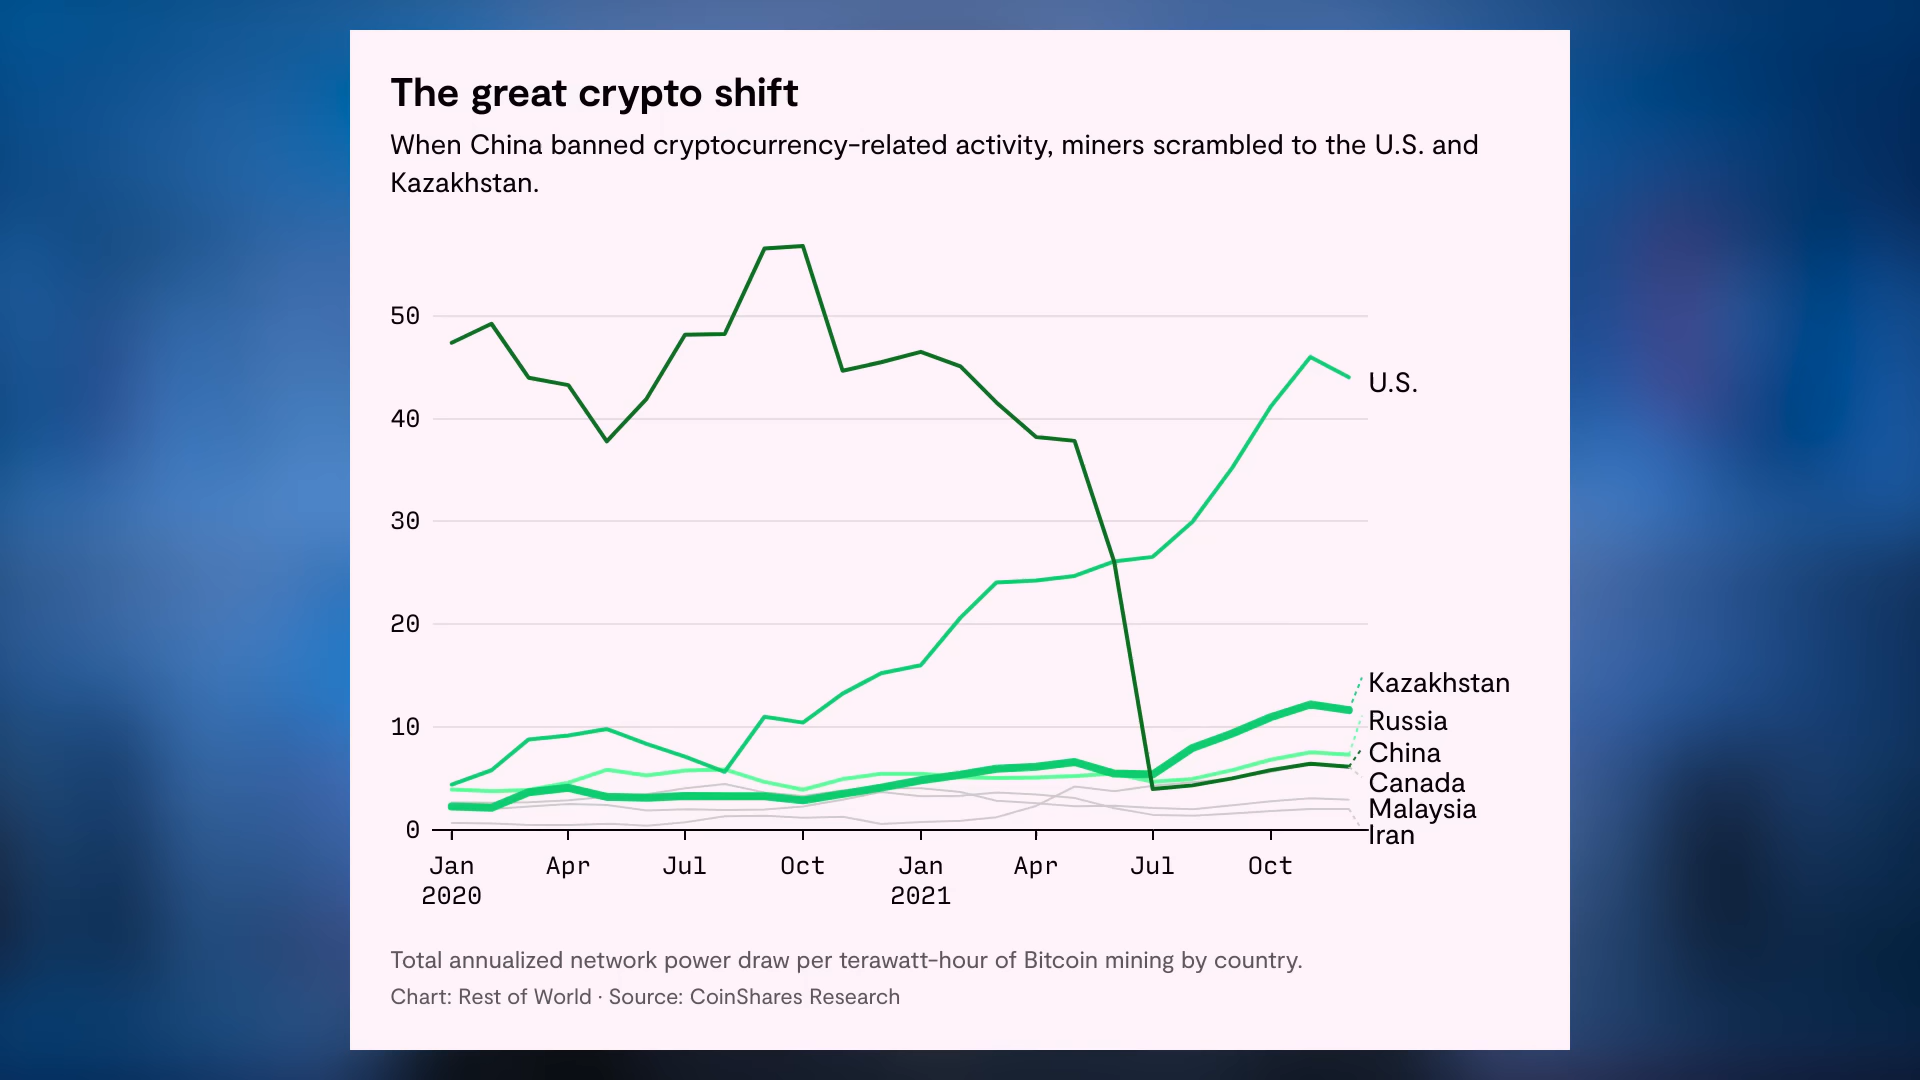 The great crypto shift
When China banned cryptocurrency-related activity, miners scrambled to the U.S. and
Kazakhstan.
50
40
30
20
10
0
U.S.
Kazakhstan
Russia
China
Canada
Malaysia
Iran
Jan Apr Jul Oct Jan Apr Jul Oct
2020 2021
Total annualized network power draw per terawatt-hour of Bitcoin mining by country.
Chart: Rest of World · Source: CoinShares Research